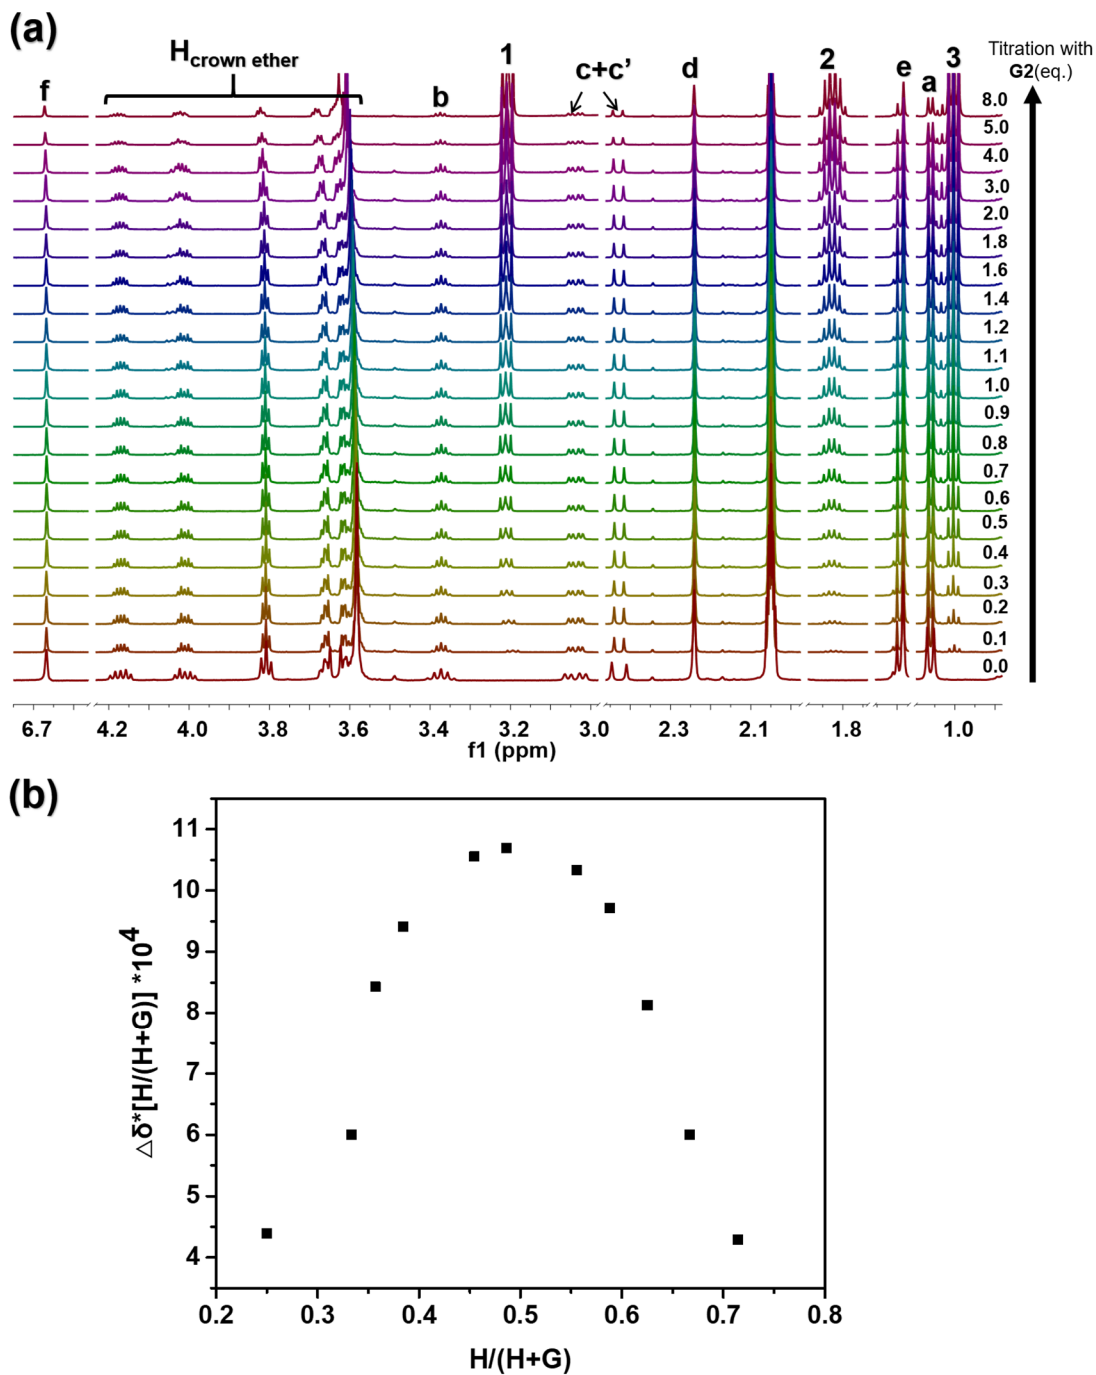 (a)
Titration with
G2(eq.)
f
H crown ether
b
1
c+c'
d
2
e
a
3
8.0
5.0
4.0
3.0
2.0
1.8
1.6
1.4
1.2
1.1
1.0
0.9
0.8
0.7
0.6
0.5
0.4
0.3
0.2
0.1
0.0
6.7 4.2 4.0 3.8 3.6 3.4 3.2 3.0 2.3 2.1 1.8 1.0
f1 (ppm)
(b)
△δ*[H/(H+G)] *10^4
11
10
9
8
7
6
5
4
0.2 0.3 0.4 0.5 0.6 0.7 0.8
H/(H+G)